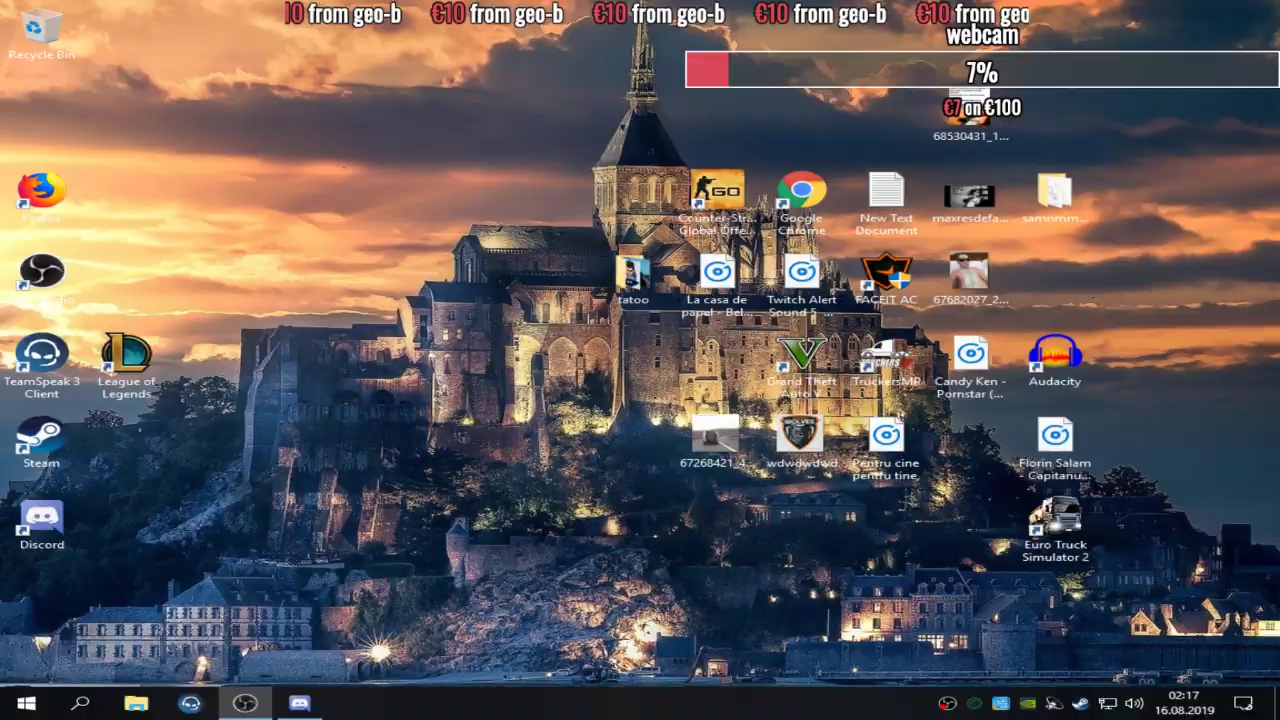 €10 from geo-b €10 from geo-b €10 from geo-b €10 from geo
webcam
7%
€7 on €100
Recycle Bin
68530431_1...
Firefox
GO
Counter-Str...
Global Offe...
Google
Chrome
New Text
Document
maxresdefa...
samnmm...
tatoo
La casa de
papel - Bel...
Twitch Alert
Sound 5 ...
FACEIT AC
67682027_2...
TeamSpeak 3
Client
League of
Legends
Grand Theft
Auto V
TruckersMP
Candy Ken -
Pornstar (...
Audacity
Steam
67268421_4...
WOLVES
wdwdwdwd
Pentru cine
pentru tine,
Florin Salam
- Capitanu...
Discord
Euro Truck
Simulator 2
02:17
16.08.2019